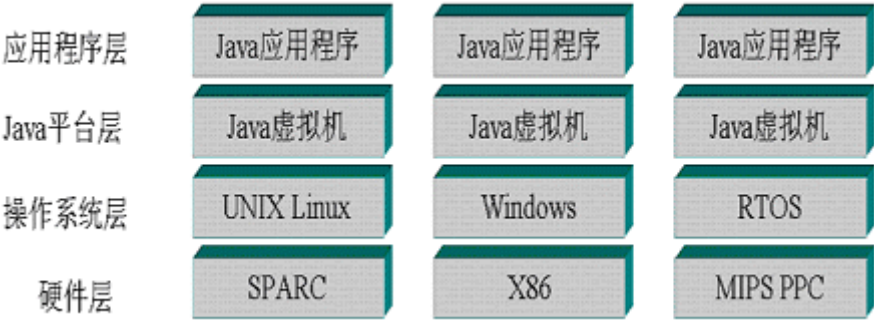 应用程序层 Java应用程序 Java应用程序 Java应用程序
Java平台层 Java虚拟机 Java虚拟机 Java虚拟机
操作系统层 UNIX Linux Windows RTOS
硬件层 SPARC X86 MIPS PPC